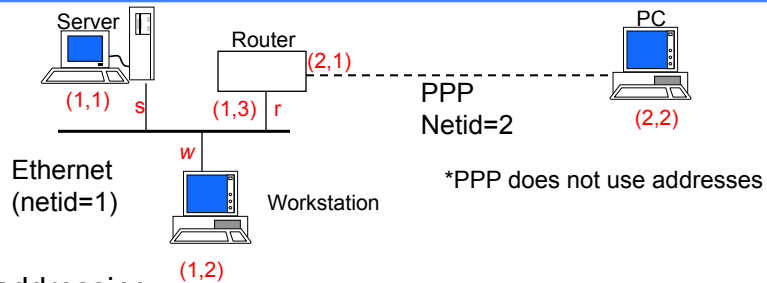 Server
Router
PC
(1,1)
s
(1,3)
r
(2,1)
PPP
Netid=2
(2,2)
w
Ethernet
(netid=1)
Workstation
*PPP does not use addresses
(1,2)